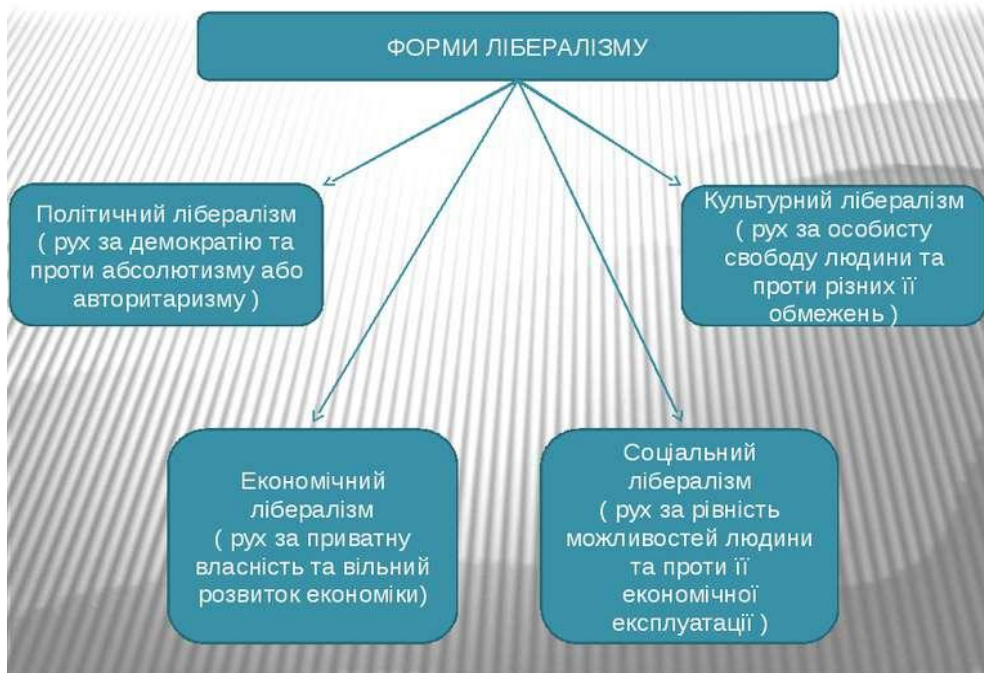 ФОРМИ ЛІБЕРАЛІЗМУ
Політичний лібералізм
( рух за демократію та
проти абсолютизму або
авторитаризму )
Культурний лібералізм
( рух за особисту
свободу людини та
проти різних її
обмежень )
Економічний
лібералізм
( рух за приватну
власність та вільний
розвиток економіки)
Соціальний
лібералізм
( рух за рівність
можливостей людини
та проти її
економічної
експлуатації )